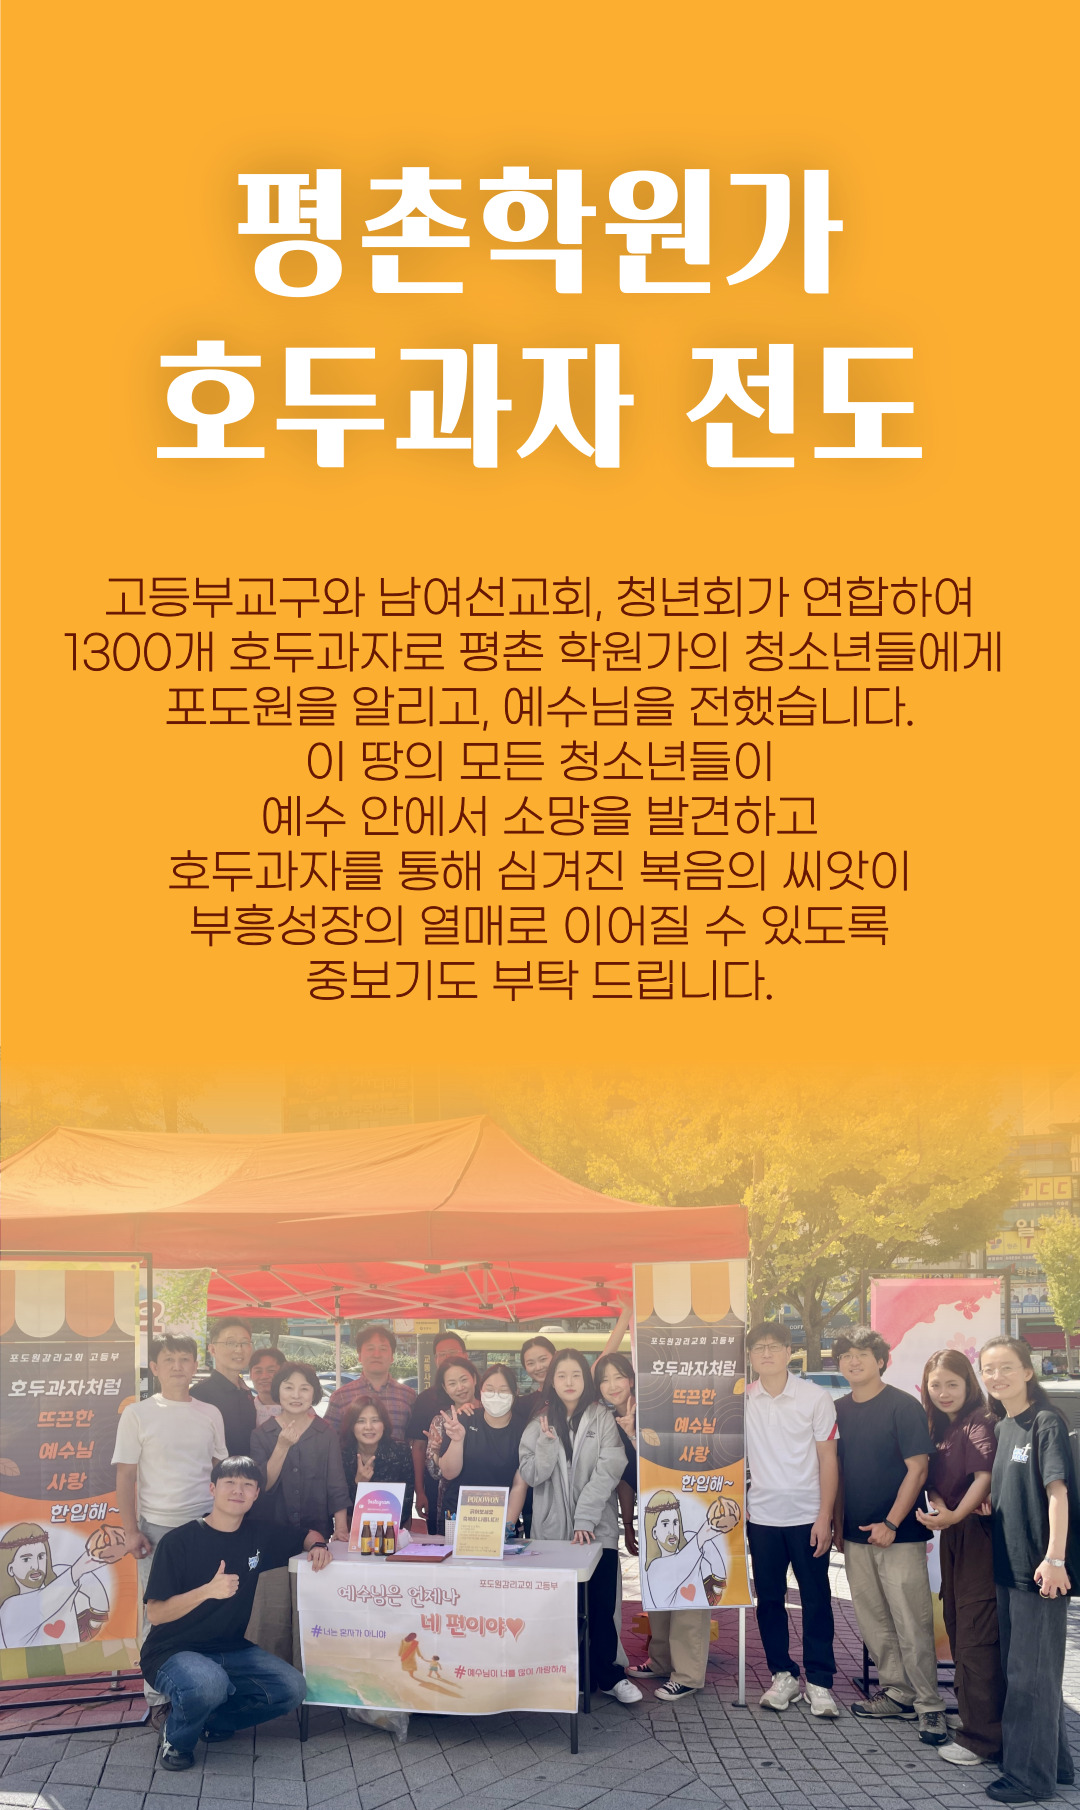 평촌학원가
호두과자 전도
고등부교구와 남여선교회, 청년회가 연합하여
1300개 호두과자로 평촌 학원가의 청소년들에게
포도원을 알리고, 예수님을 전했습니다.
이 땅의 모든 청소년들이
예수 안에서 소망을 발견하고
호두과자를 통해 심겨진 복음의 씨앗이
부흥성장의 열매로 이어질 수 있도록
중보기도 부탁 드립니다.
포도원감리교회 고등부
호두과자처럼
뜨끈한
예수님
사랑
한입해~
포도원감리교회 고등부
호두과자처럼
뜨끈한
예수님
사랑
한입해~
Instagram
PODOWON
포도원감리교회 고등부
예수님은 언제나
네 편이야♥
#너는 혼자가 아니야
#예수님이 너를 많이 사랑하셔